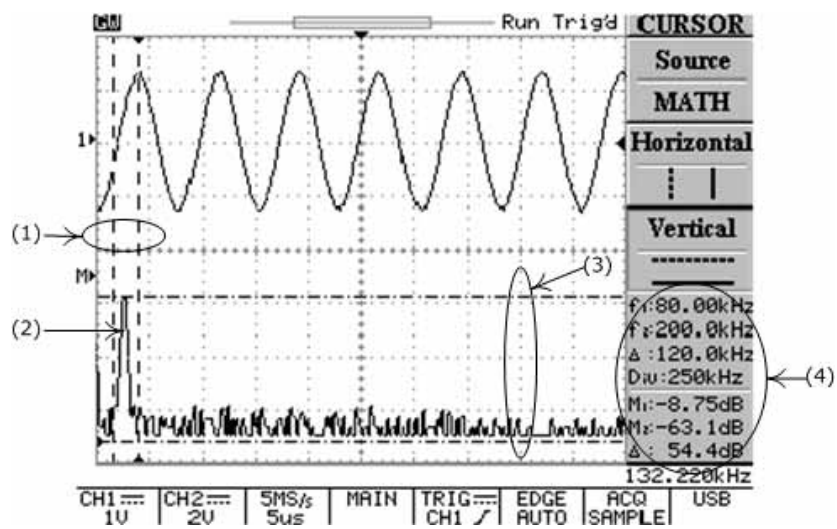 GW Run Trig'd CURSOR
Source
MATH
1
Horizontal
Vertical
(1)
(3)
M
(2)
f₁:80.00kHz
f₂:200.0kHz
Δ :120.0kHz
Div:250kHz
(4)
M₁:-8.75dB
M₂:-63.1dB
Δ : 54.4dB
132.220kHz
CH1 CH2 5MS/s MAIN TRIG EDGE ACQ USB
1V 2V 5us CH1 AUTO SAMPLE